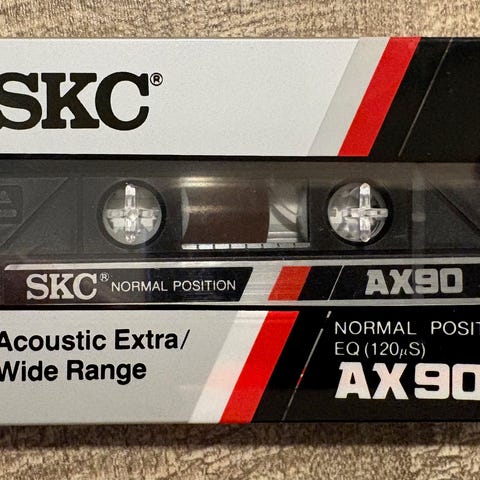 SKC®
SKC® NORMAL POSITION AX90
Acoustic Extra/
Wide Range
NORMAL POSIT
EQ (120μS)
AX90